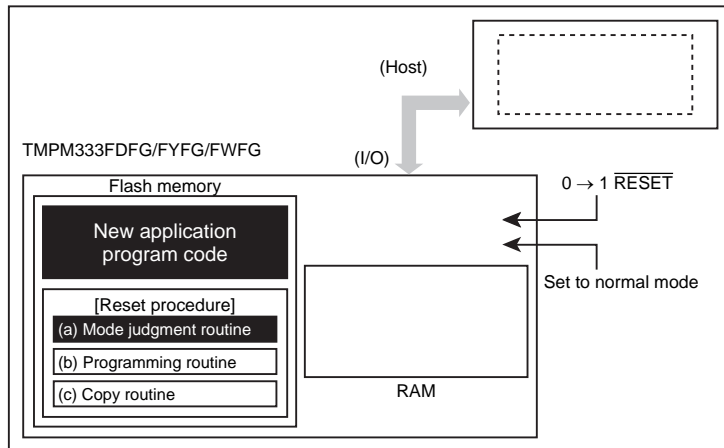 (Host)
TMPM333FDFG/FYFG/FWFG
(I/O)
0 → 1 RESET
Flash memory
New application
program code
Set to normal mode
[Reset procedure]
(a) Mode judgment routine
(b) Programming routine
(c) Copy routine
RAM